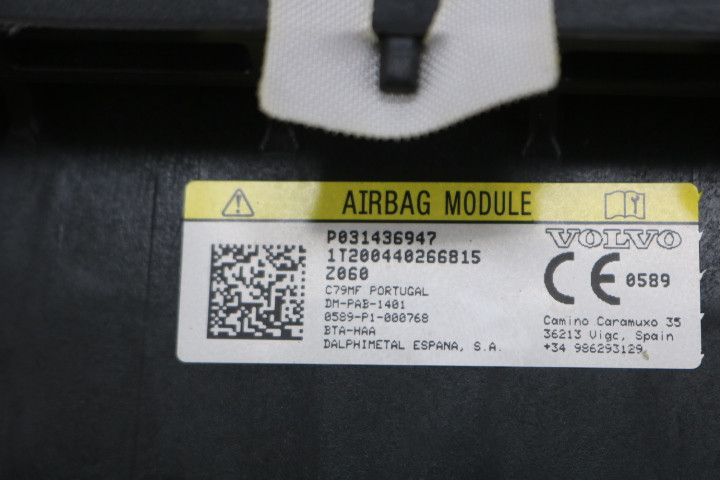 AIRBAG MODULE
P031436947
1T200440266815
Z060
C79MF PORTUGAL
DM-PAB-1401
0589-P1-000768
BTA-HAA
DALPHIMETAL ESPANA, S.A.
VOLVO
CE 0589
Camino Caramuxo 35
36213 Vigc, Spain
+34 986293129